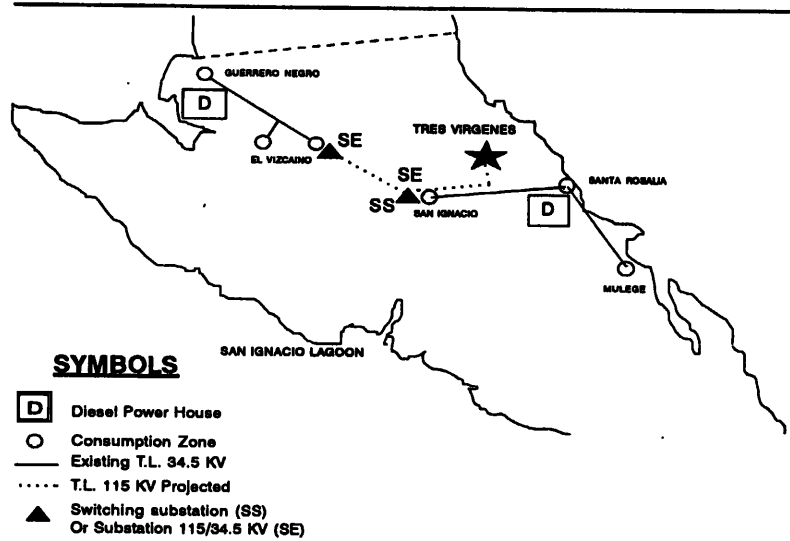 GUERRERO NEGRO
D
TRES VIRGENES
SE
EL VIZCAINO
SE
SANTA ROSALIA
SS
SAN IGNACIO
D
MULEGE
SAN IGNACIO LAGOON
SYMBOLS
D Diesel Power House
Consumption Zone
Existing T.L. 34.5 KV
T.L. 115 KV Projected
Switching substation (SS)
Or Substation 115/34.5 KV (SE)